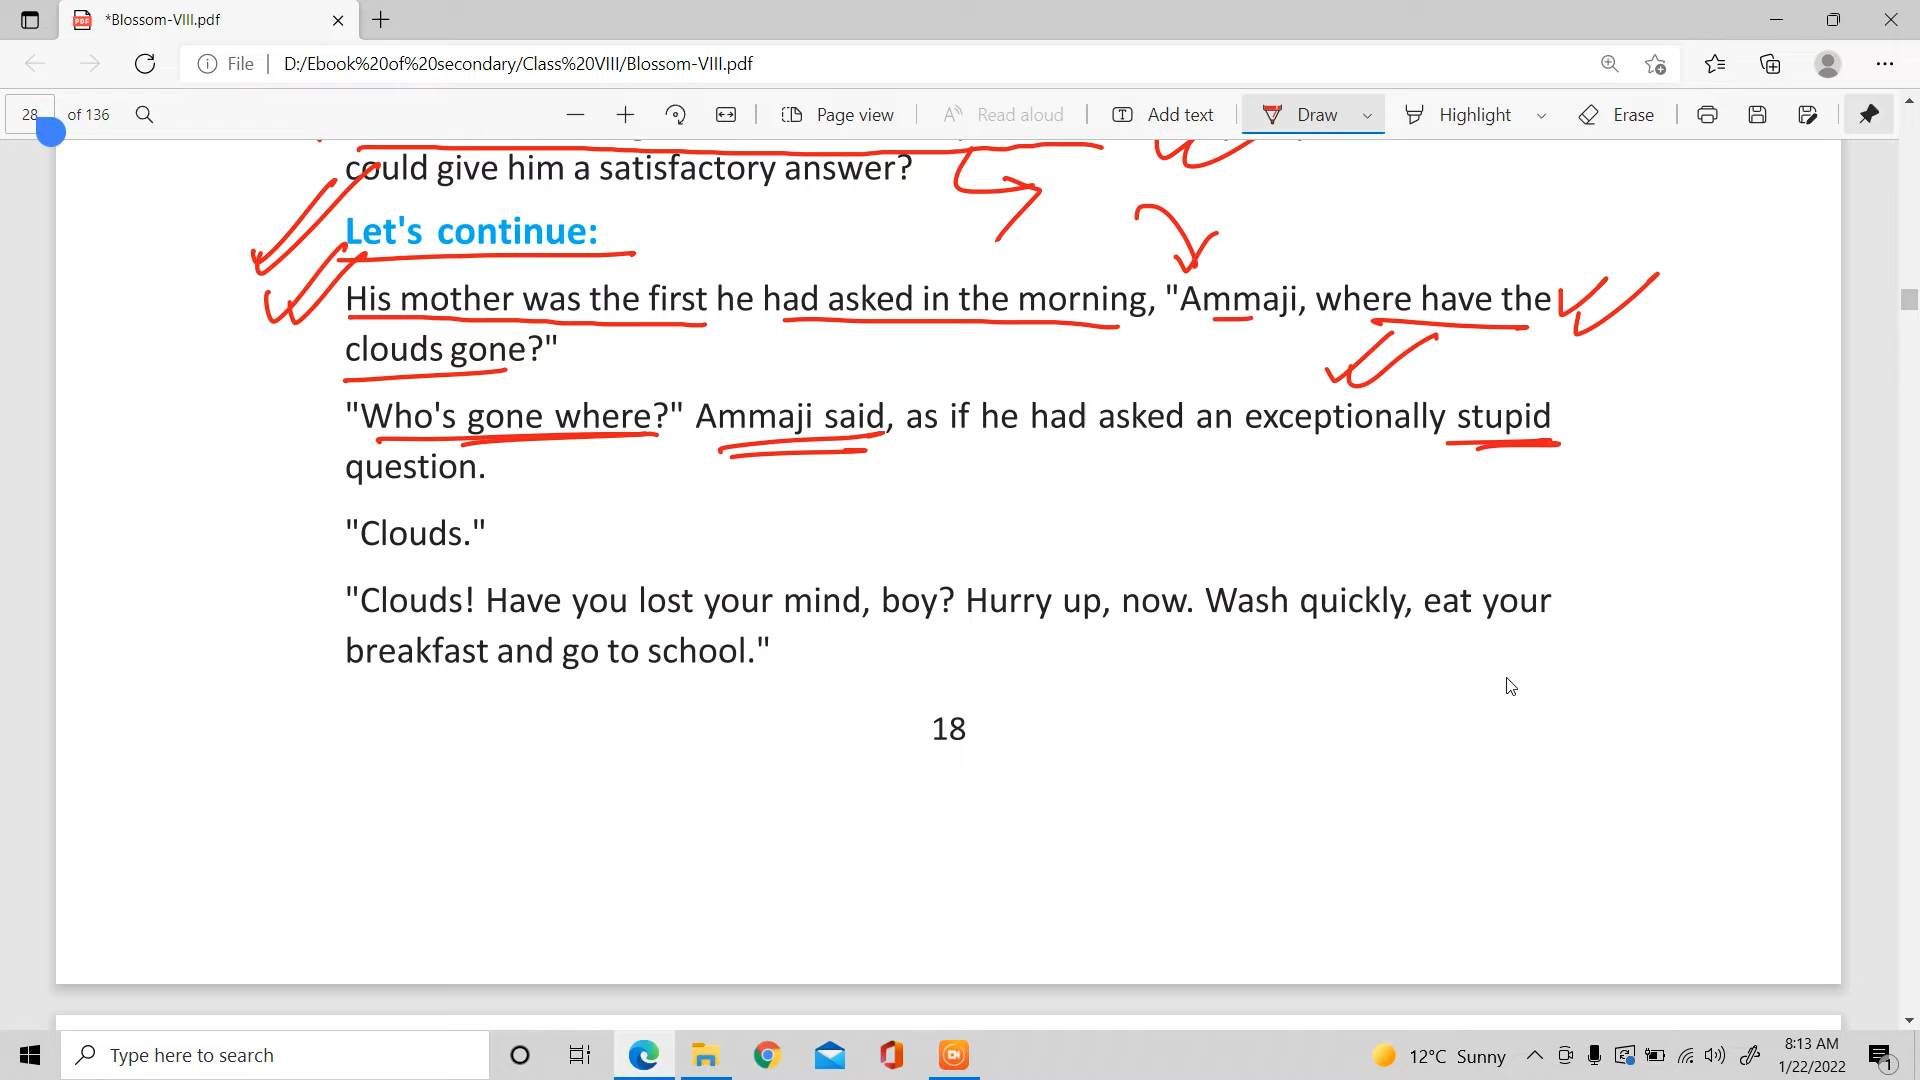 *Blossom-VIII.pdf
File
D:/Ebook%20of%20secondary/Class%20VIII/Blossom-VIII.pdf
28 of 136
Page view
Read aloud
Add text
Draw
Highlight
Erase
could give him a satisfactory answer?
Let's continue:
His mother was the first he had asked in the morning, "Ammaji, where have the
clouds gone?"
"Who's gone where?" Ammaji said, as if he had asked an exceptionally stupid
question.
"Clouds."
"Clouds! Have you lost your mind, boy? Hurry up, now. Wash quickly, eat your
breakfast and go to school."
18
Type here to search
12°C Sunny
8:13 AM
1/22/2022
1